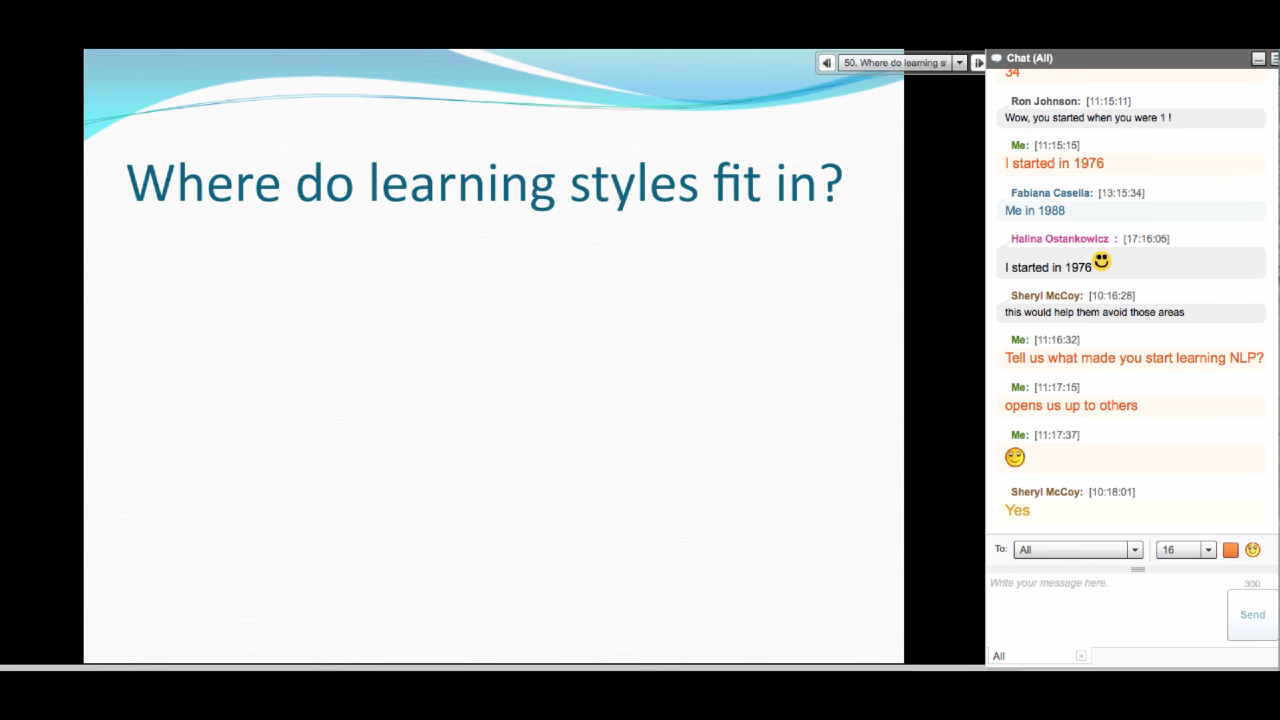 50. Where do learning s
Where do learning styles fit in?
Chat (All)
34
Ron Johnson: [11:15:11]
Wow, you started when you were 1 !
Me: [11:15:15]
I started in 1976
Fabiana Casella: [13:15:34]
Me in 1988
Halina Ostankowicz : [17:16:05]
I started in 1976
Sheryl McCoy: [10:16:28]
this would help them avoid those areas
Me: [11:16:32]
Tell us what made you start learning NLP?
Me: [11:17:15]
opens us up to others
Me: [11:17:37]
Sheryl McCoy: [10:18:01]
Yes
To: All 16
Write your message here. 300
Send
All